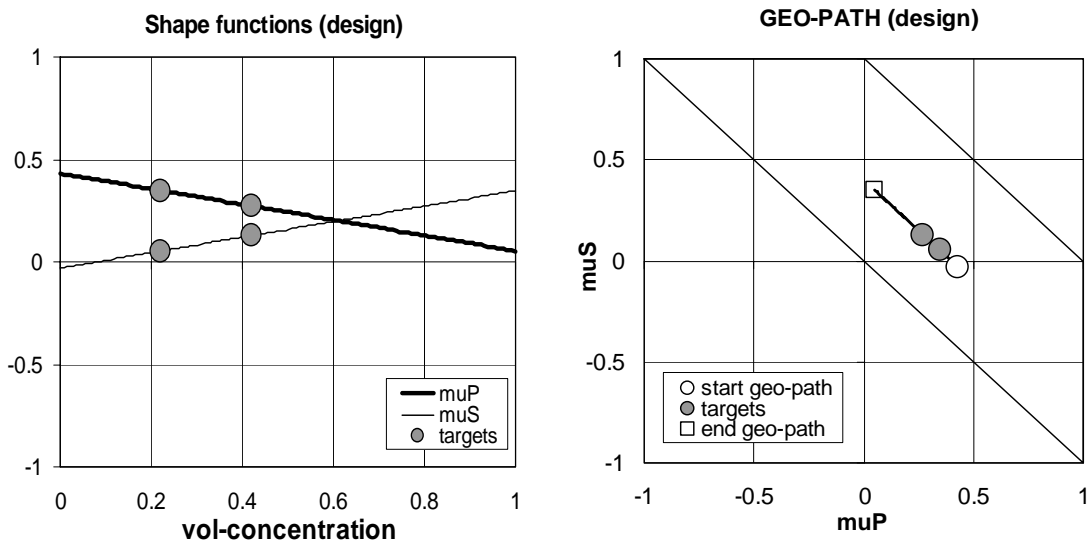 Shape functions (design)
1
0.5
0
-0.5
-1
muP
muS
targets
0 0.2 0.4 0.6 0.8 1
vol-concentration
GEO-PATH (design)
1
0.5
0
-0.5
-1
muS
start geo-path
targets
end geo-path
-1 -0.5 0 0.5 1
muP